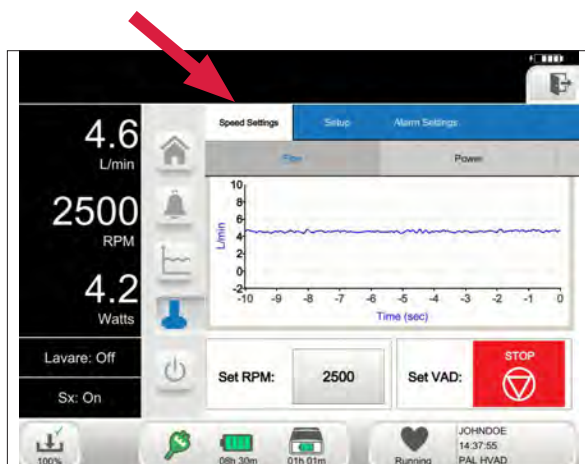 4.6
L/min
2500
RPM
4.2
Watts
Lavare: Off
Sx: On
Speed Settings
Setup
Alarm Settings
Flow
Power
10
8
6
4
2
0
-2
L/min
-10 -9 -8 -7 -6 -5 -4 -3 -2 -1 0
Time (sec)
Set RPM:
2500
Set VAD:
STOP
100%
08h 30m
01h 01m
Running
JOHNDOE
14:37:55
PAL HVAD